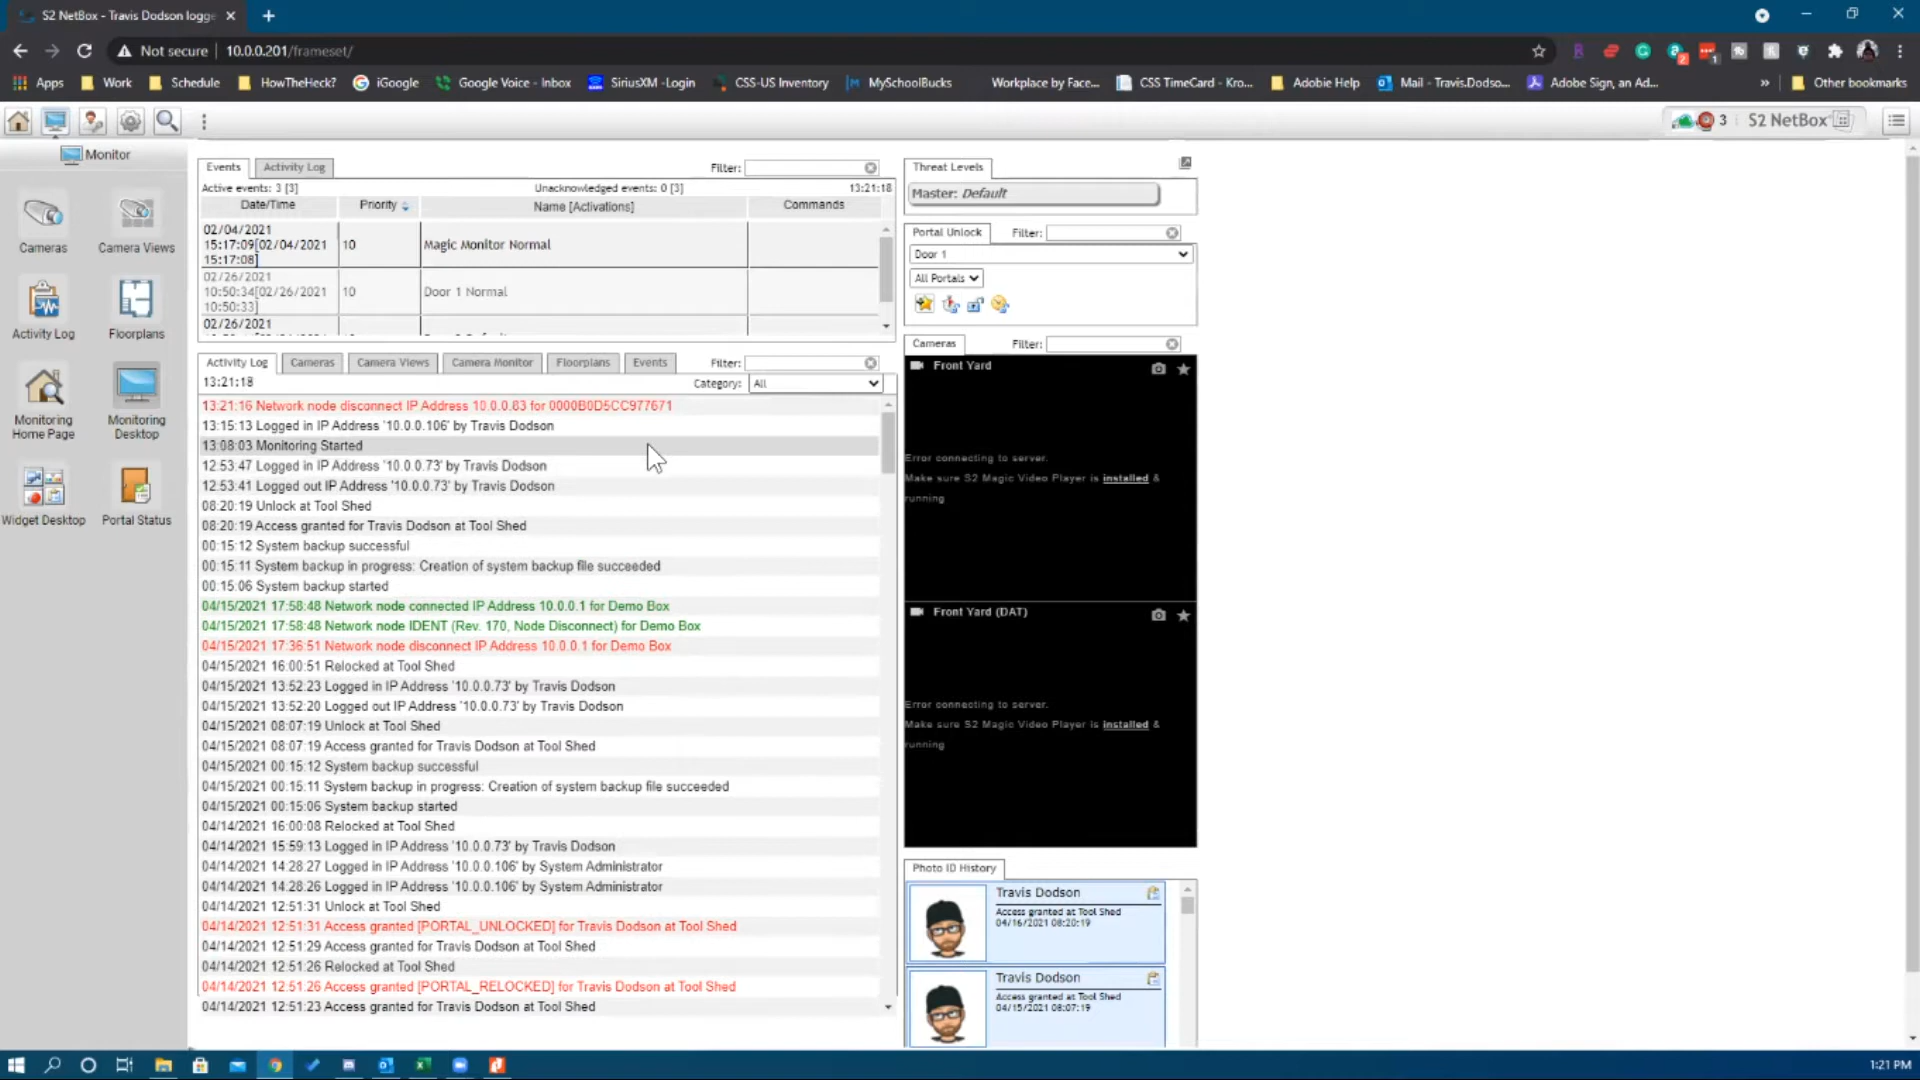 S2 NetBox - Travis Dodson logge
Not secure
10.0.0.201/frameset/
Apps
Work
Schedule
HowTheHeck?
iGoogle
Google Voice - Inbox
SiriusXM -Login
CSS-US Inventory
MySchoolBucks
Workplace by Face...
CSS TimeCard - Kro...
Adobie Help
Mail - Travis.Dodso...
Adobe Sign, an Ad...
»
Other bookmarks
3
S2 NetBox
Monitor
Cameras
Camera Views
Activity Log
Floorplans
Monitoring
Home Page
Monitoring
Desktop
Widget Desktop
Portal Status
Events
Activity Log
Filter:
Active events: 3 [3]
Unacknowledged events: 0 [3]
13:21:18
Date/Time
Priority
Name [Activations]
Commands
02/04/2021
15:17:09[02/04/2021
15:17:08]
10
Magic Monitor Normal
02/26/2021
10:50:34[02/26/2021
10:50:33]
10
Door 1 Normal
02/26/2021
Activity Log
Cameras
Camera Views
Camera Monitor
Floorplans
Events
Filter:
13:21:18
Category:
All
13:21:16 Network node disconnect IP Address 10.0.0.83 for 0000B0D5CC977671
13:15:13 Logged in IP Address '10.0.0.106' by Travis Dodson
13:08:03 Monitoring Started
12:53:47 Logged in IP Address '10.0.0.73' by Travis Dodson
12:53:41 Logged out IP Address '10.0.0.73' by Travis Dodson
08:20:19 Unlock at Tool Shed
08:20:19 Access granted for Travis Dodson at Tool Shed
00:15:12 System backup successful
00:15:11 System backup in progress: Creation of system backup file succeeded
00:15:06 System backup started
04/15/2021 17:58:48 Network node connected IP Address 10.0.0.1 for Demo Box
04/15/2021 17:58:48 Network node IDENT (Rev. 170, Node Disconnect) for Demo Box
04/15/2021 17:36:51 Network node disconnect IP Address 10.0.0.1 for Demo Box
04/15/2021 16:00:51 Relocked at Tool Shed
04/15/2021 13:52:23 Logged in IP Address '10.0.0.73' by Travis Dodson
04/15/2021 13:52:20 Logged out IP Address '10.0.0.73' by Travis Dodson
04/15/2021 08:07:19 Unlock at Tool Shed
04/15/2021 08:07:19 Access granted for Travis Dodson at Tool Shed
04/15/2021 00:15:12 System backup successful
04/15/2021 00:15:11 System backup in progress: Creation of system backup file succeeded
04/15/2021 00:15:06 System backup started
04/14/2021 16:00:08 Relocked at Tool Shed
04/14/2021 15:59:13 Logged in IP Address '10.0.0.73' by Travis Dodson
04/14/2021 14:28:27 Logged in IP Address '10.0.0.106' by System Administrator
04/14/2021 14:28:26 Logged in IP Address '10.0.0.106' by System Administrator
04/14/2021 12:51:31 Unlock at Tool Shed
04/14/2021 12:51:31 Access granted [PORTAL_UNLOCKED] for Travis Dodson at Tool Shed
04/14/2021 12:51:29 Access granted for Travis Dodson at Tool Shed
04/14/2021 12:51:26 Relocked at Tool Shed
04/14/2021 12:51:26 Access granted [PORTAL_RELOCKED] for Travis Dodson at Tool Shed
04/14/2021 12:51:23 Access granted for Travis Dodson at Tool Shed
Threat Levels
Master: Default
Portal Unlock
Filter:
Door 1
All Portals
Cameras
Filter:
Front Yard
Error connecting to server.
Make sure S2 Magic Video Player is installed &
running
Front Yard (DAT)
Error connecting to server.
Make sure S2 Magic Video Player is installed &
running
Photo ID History
Travis Dodson
Access granted at Tool Shed
04/16/2021 08:20:19
Travis Dodson
Access granted at Tool Shed
04/15/2021 08:07:19
1:21 PM